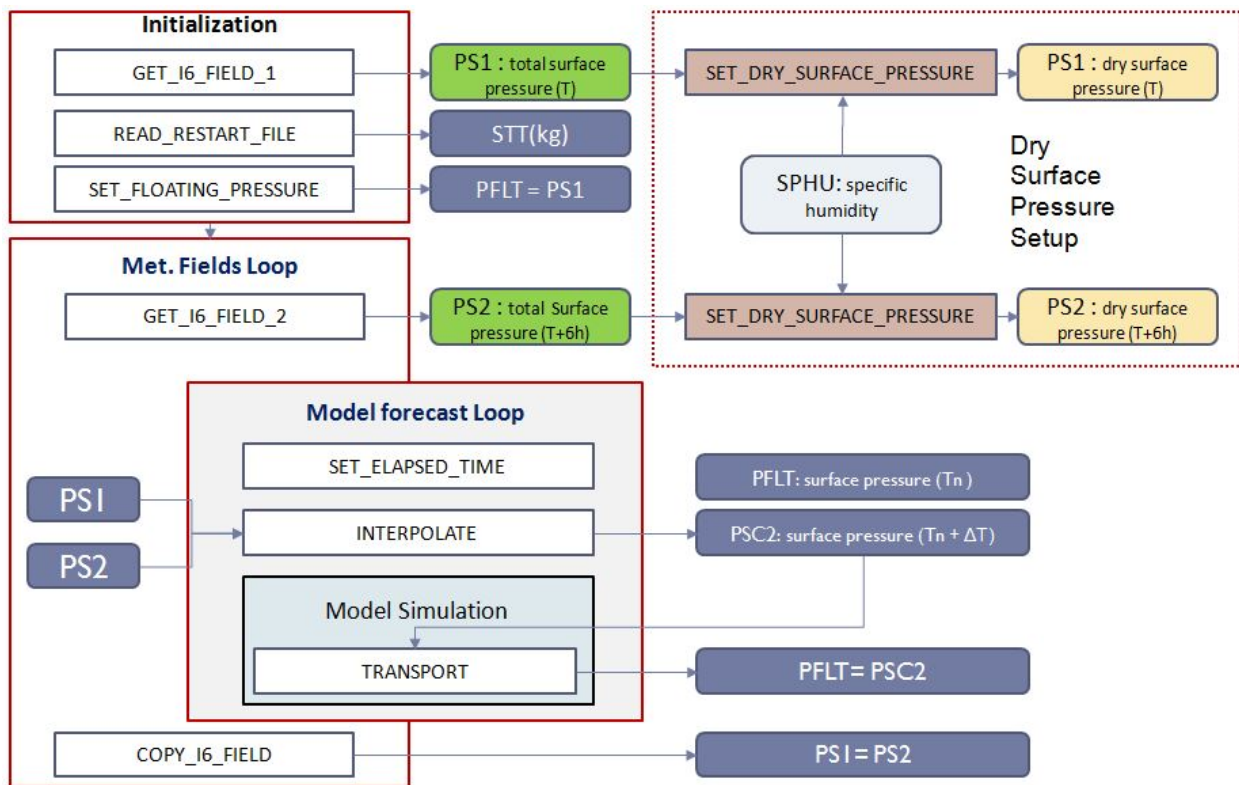 Initialization
GET_I6_FIELD_1
PS1 : total surface
pressure (T)
SET_DRY_SURFACE_PRESSURE
PS1 : dry surface
(T)
READ_RESTART_FILE
STT(kg)
SET_FLOATING_PRESSURE
PFLT = PS1
SPHU: specific
humidity
Dry
Surface
Pressure
Setup
Met. Fields Loop
GET_I6_FIELD_2
PS2 : total Surface
pressure (T+6h)
SET_DRY_SURFACE_PRESSURE
PS2 : dry surface
pressure (T+6h)
Model forecast Loop
SET_ELAPSED_TIME
PFLT: surface pressure (Tn )
PS1
INTERPOLATE
PSC2: surface pressure (Tn + ΔT)
PS2
Model Simulation
TRANSPORT
PFLT= PSC2
COPY_I6_FIELD
PS1= PS2